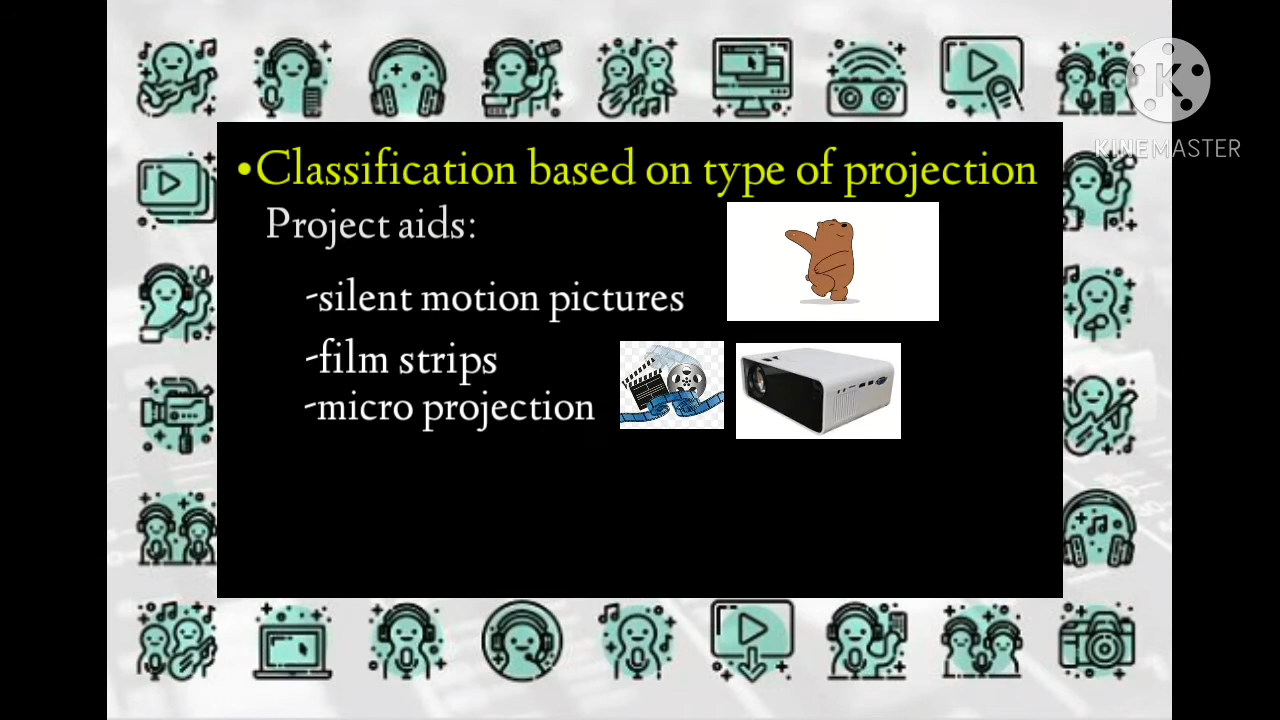 •Classification based on type of projection
Project aids:
-silent motion pictures
-film strips
-micro projection
K
KINEMASTER